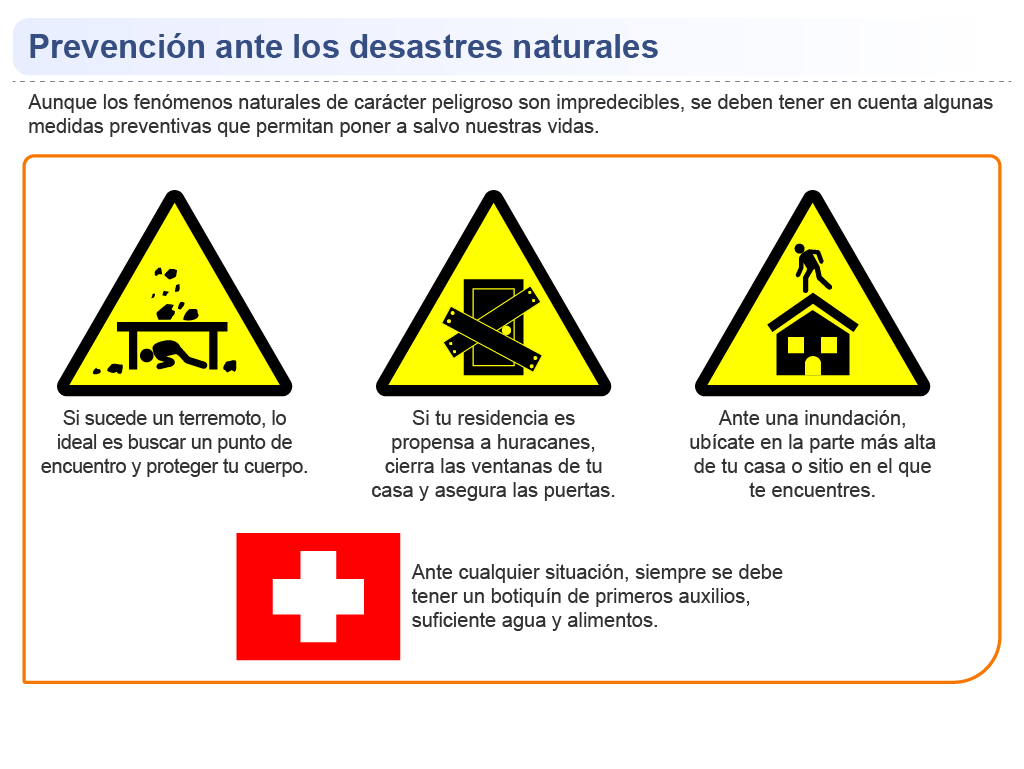 Prevención ante los desastres naturales
Aunque los fenómenos naturales de carácter peligroso son impredecibles, se deben tener en cuenta algunas
medidas preventivas que permitan poner a salvo nuestras vidas.
Si sucede un terremoto, lo
ideal es buscar un punto de
encuentro y proteger tu cuerpo.
Si tu residencia es
propensa a huracanes,
cierra las ventanas de tu
casa y asegura las puertas.
Ante una inundación,
ubícate en la parte más alta
de tu casa o sitio en el que
te encuentres.
Ante cualquier situación, siempre se debe
tener un botiquín de primeros auxilios,
suficiente agua y alimentos.